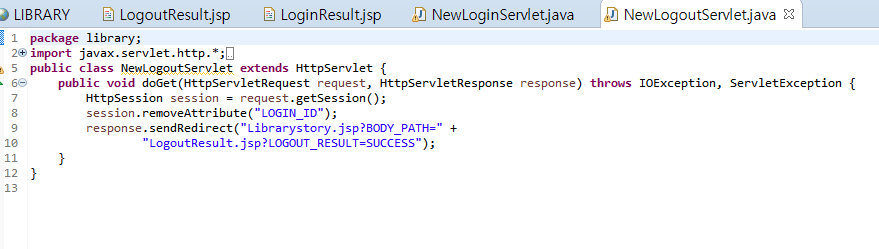 LIBRARY LogoutResult.jsp LoginResult.jsp NewLoginServlet.java NewLogoutServlet.java
1 package library;
2 import javax.servlet.http.*;
5 public class NewLogoutServlet extends HttpServlet {
6 public void doGet(HttpServletRequest request, HttpServletResponse response) throws IOException, ServletException {
7 HttpSession session = request.getSession();
8 session.removeAttribute("LOGIN_ID");
9 response.sendRedirect("Librarystory.jsp?BODY_PATH=" +
10 "LogoutResult.jsp?LOGOUT_RESULT=SUCCESS");
11 }
12 }
13